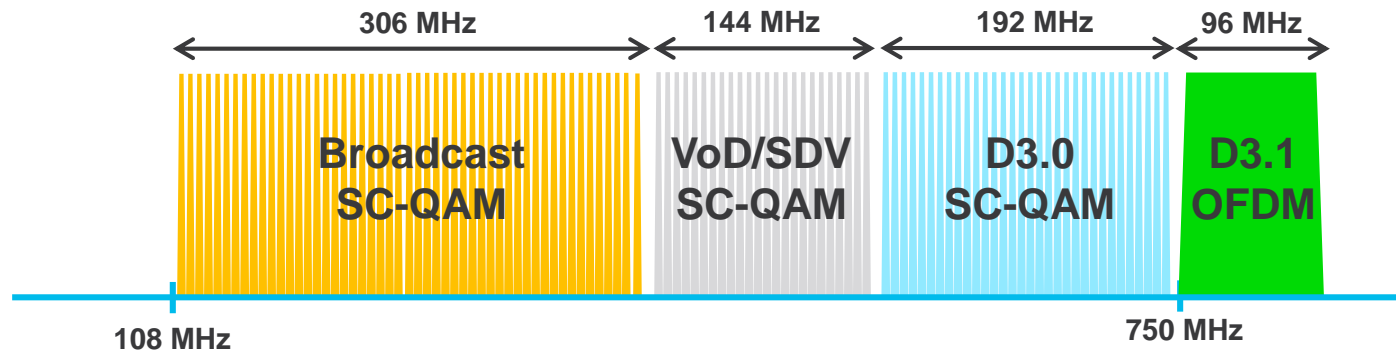 306 MHz
144 MHz
192 MHz
96 MHz
Broadcast
SC-QAM
VoD/SDV
SC-QAM
D3.0
SC-QAM
D3.1
OFDM
108 MHz
750 MHz